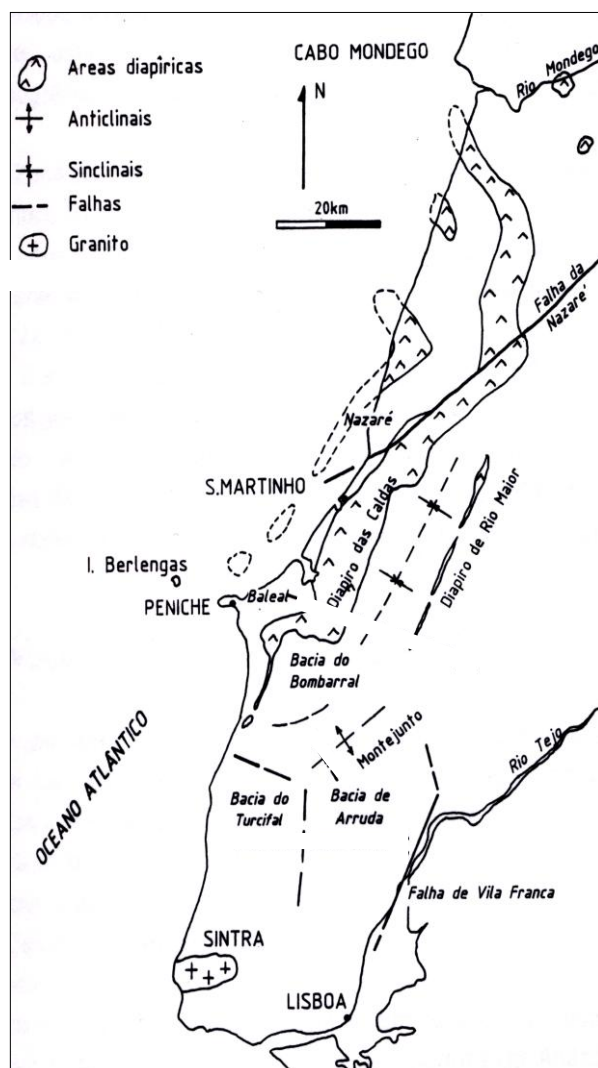 Areas diapíricas
Anticlinais
Sinclinais
Falhas
Granito
CABO MONDEGO
N
20km
Rio Mondego
Falha da
Nazaré
Nazaré
S.MARTINHO
Diapiro das Caldas
Diapiro de Rio Maior
I. Berlengas
PENICHE
Baleal
Bacia do
Bombarral
Montejunto
OCEANO ATLÂNTICO
Rio Tejo
Bacia do
Turcifal
Bacia de
Arruda
Falha de Vila Franca
SINTRA
LISBOA